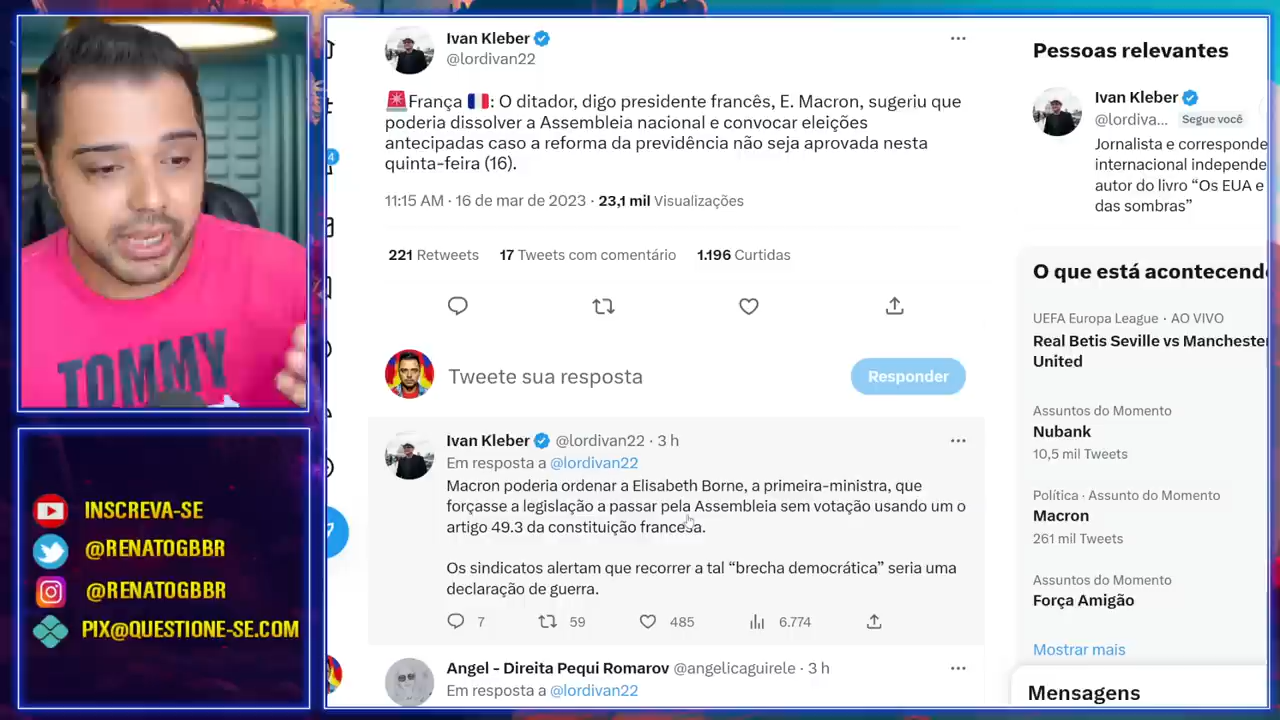 TOMMY
INSCREVA-SE
@RENATOGBBR
@RENATOGBBR
PIX@QUESTIONE-SE.COM
4
Ivan Kleber
@lordivan22
França: O ditador, digo presidente francês, E. Macron, sugeriu que
poderia dissolver a Assembleia nacional e convocar eleições
antecipadas caso a reforma da previdência não seja aprovada nesta
quinta-feira (16).
11:15 AM · 16 de mar de 2023 · 23,1 mil Visualizações
221 Retweets 17 Tweets com comentário 1.196 Curtidas
Tweete sua resposta
Responder
Ivan Kleber @lordivan22 · 3 h
Em resposta a @lordivan22
Macron poderia ordenar a Elisabeth Borne, a primeira-ministra, que
forçasse a legislação a passar pela Assembleia sem votação usando um o
artigo 49.3 da constituição francesa.
Os sindicatos alertam que recorrer a tal “brecha democrática” seria uma
declaração de guerra.
7 59 485 6.774
Angel - Direita Pequi Romarov @angelicaguirele · 3 h
Em resposta a @lordivan22
Pessoas relevantes
Ivan Kleber
@lordiva... Segue você
Jornalista e corresponde
internacional independe
autor do livro “Os EUA e
das sombras”
O que está acontecend
UEFA Europa League · AO VIVO
Real Betis Seville vs Manchester
United
Assuntos do Momento
Nubank
10,5 mil Tweets
Política · Assunto do Momento
Macron
261 mil Tweets
Assuntos do Momento
Força Amigão
Mostrar mais
Mensagens